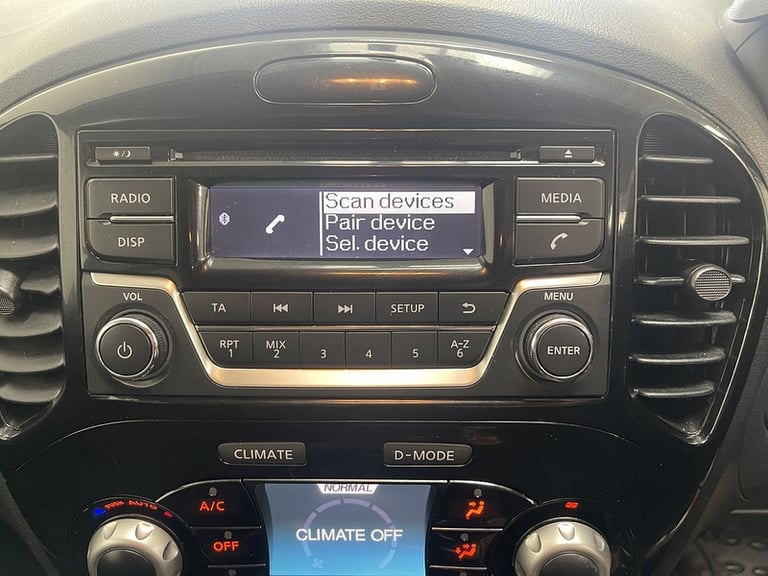 RADIO
MEDIA
DISP
Scan devices
Pair device
Sel. device
VOL
TA
SETUP
MENU
RPT
1
MIX
2
3
4
5
A-Z
6
ENTER
CLIMATE
D-MODE
AUTO
A/C
NORMAL
CLIMATE OFF
OFF